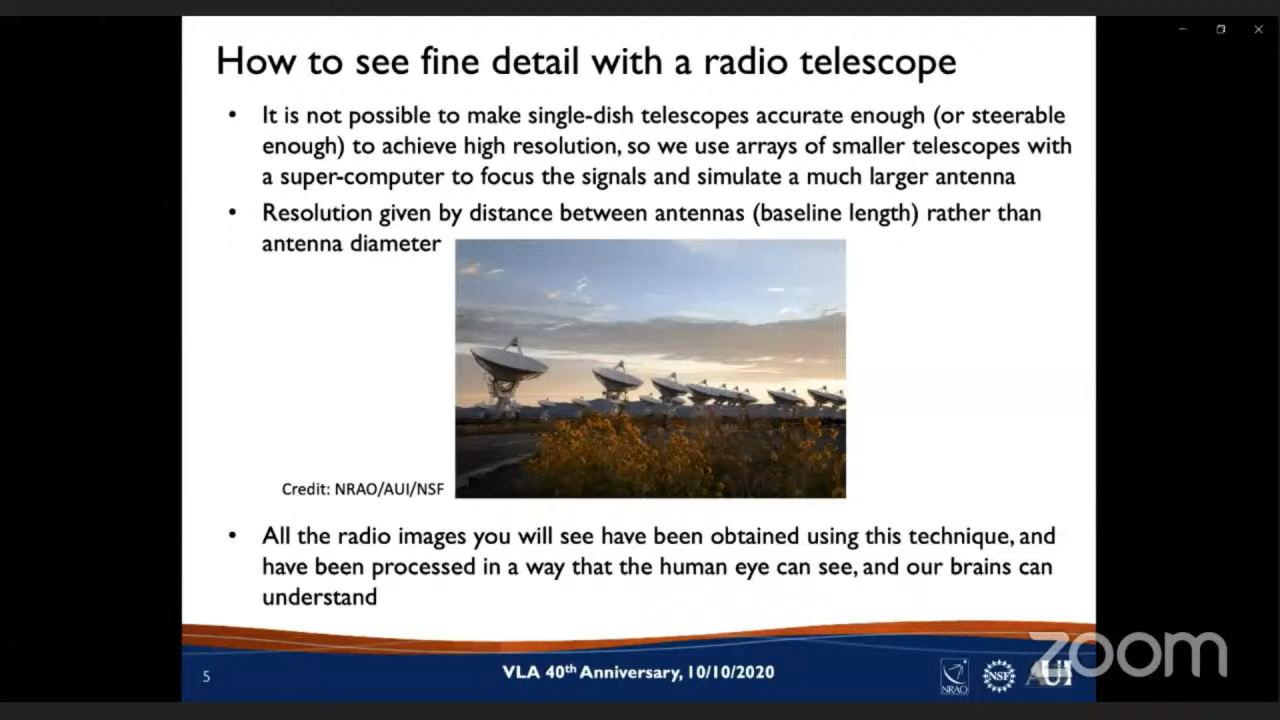 How to see fine detail with a radio telescope
• It is not possible to make single-dish telescopes accurate enough (or steerable
enough) to achieve high resolution, so we use arrays of smaller telescopes with
a super-computer to focus the signals and simulate a much larger antenna
• Resolution given by distance between antennas (baseline length) rather than
antenna diameter
Credit: NRAO/AUI/NSF
• All the radio images you will see have been obtained using this technique, and
have been processed in a way that the human eye can see, and our brains can
understand
5
VLA 40th Anniversary, 10/10/2020
NRAO
NSF
AUI
zoom